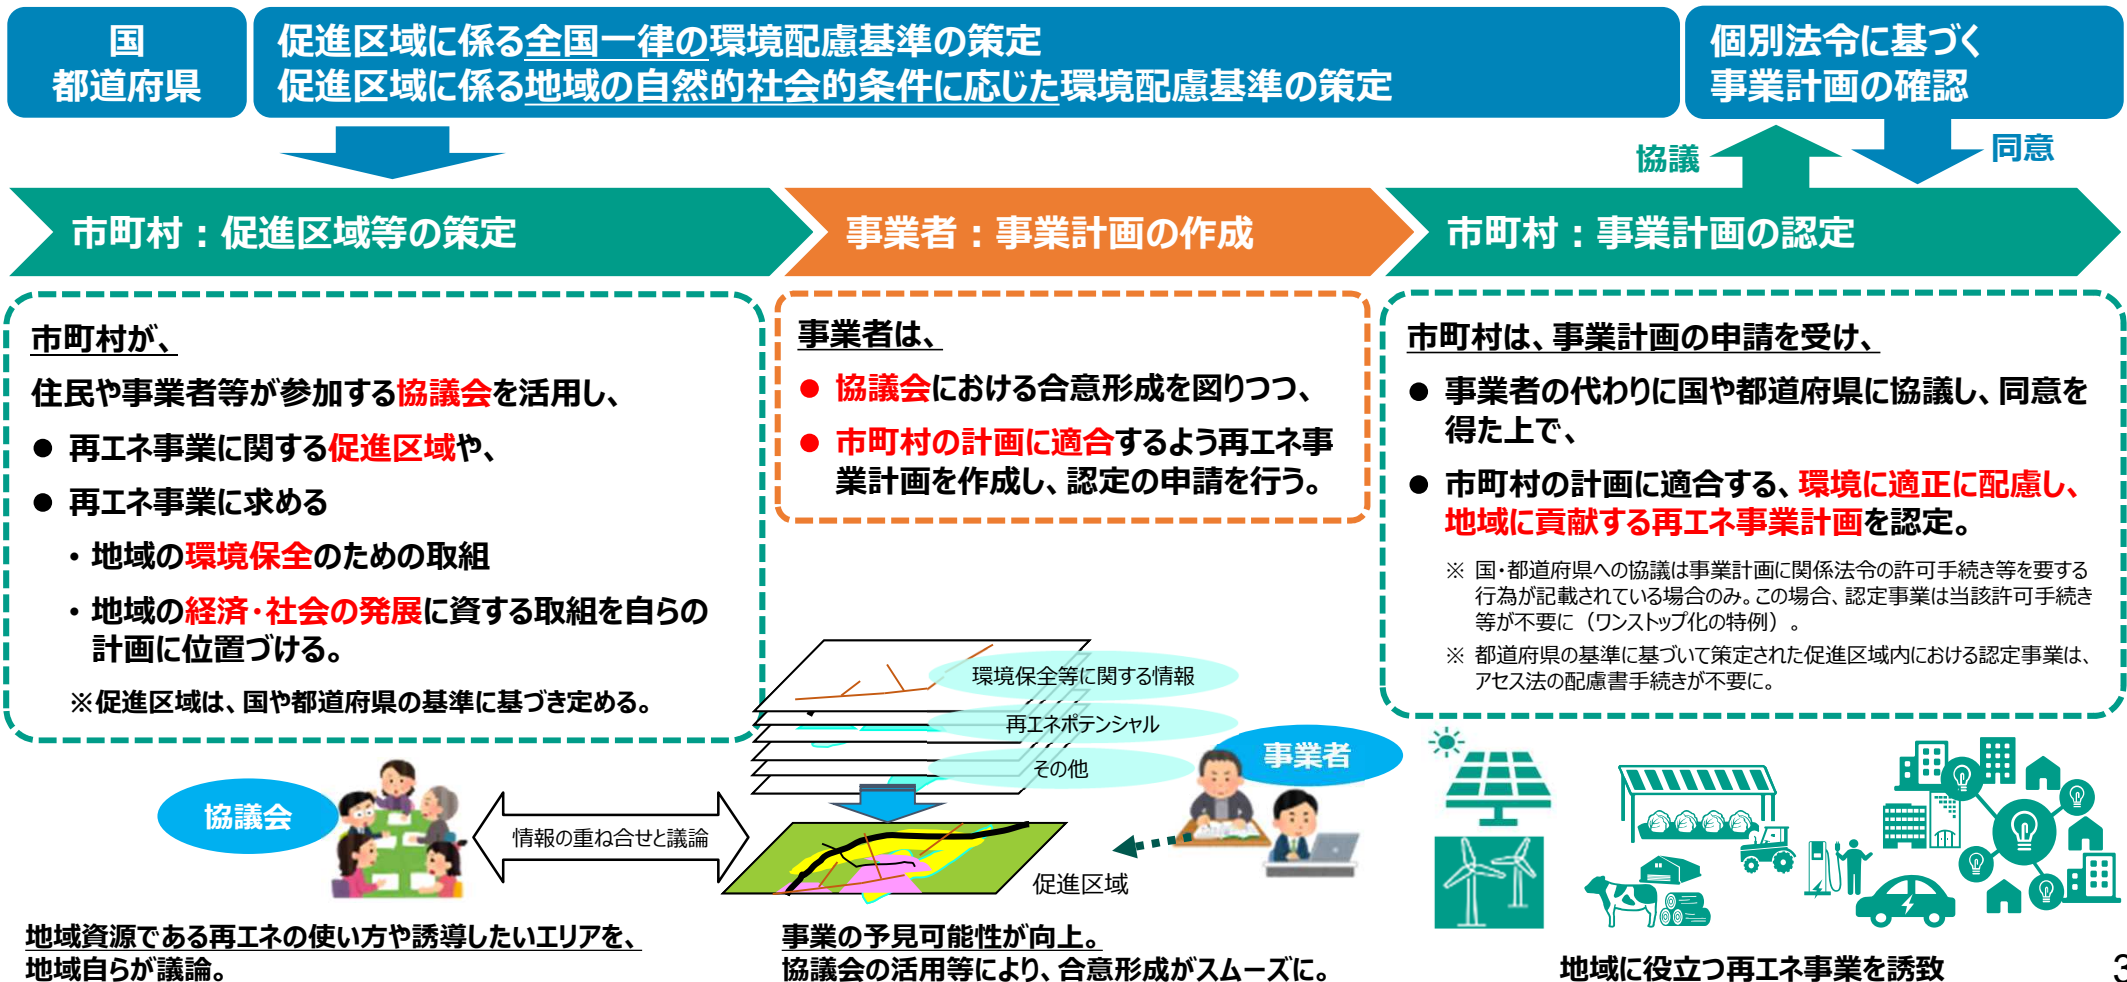 国
都道府県
促進区域に係る全国一律の環境配慮基準の策定
促進区域に係る地域の自然的社会的条件に応じた環境配慮基準の策定
個別法令に基づく
事業計画の確認
協議
同意
市町村：促進区域等の策定
事業者：事業計画の作成
市町村：事業計画の認定
市町村が、
住民や事業者等が参加する協議会を活用し、
● 再エネ事業に関する促進区域や、
● 再エネ事業に求める
・地域の環境保全のための取組
・地域の経済・社会の発展に資する取組を自らの
計画に位置づける。
※促進区域は、国や都道府県の基準に基づき定める。
事業者は、
● 協議会における合意形成を図りつつ、
● 市町村の計画に適合するよう再エネ事
業計画を作成し、認定の申請を行う。
市町村は、事業計画の申請を受け、
● 事業者の代わりに国や都道府県に協議し、同意を
得た上で、
● 市町村の計画に適合する、環境に適正に配慮し、
地域に貢献する再エネ事業計画を認定。
※ 国・都道府県への協議は事業計画に関係法令の許可手続き等を要する
行為が記載されている場合のみ。この場合、認定事業は当該許可手続き
等が不要に（ワンストップ化の特例）。
※ 都道府県の基準に基づいて策定された促進区域内における認定事業は、
アセス法の配慮書手続きが不要に。
環境保全等に関する情報
再エネポテンシャル
その他
事業者
協議会
情報の重ね合せと議論
促進区域
地域資源である再エネの使い方や誘導したいエリアを、
地域自らが議論。
事業の予見可能性が向上。
協議会の活用等により、合意形成がスムーズに。
地域に役立つ再エネ事業を誘致
3